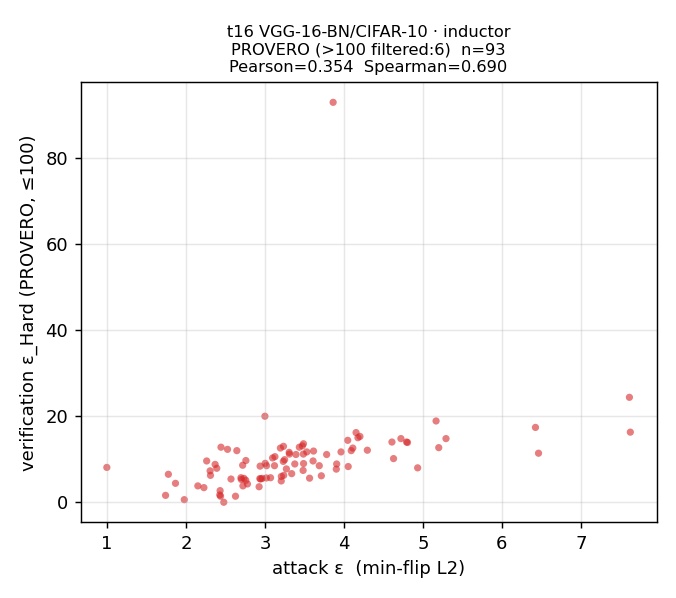 t16 VGG-16-BN/CIFAR-10 · inductor
PROVERO (>100 filtered:6)  n=93
Pearson=0.354  Spearman=0.690
verification ε_Hard (PROVERO, ≤100)
80
60
40
20
0
1 2 3 4 5 6 7
attack ε  (min-flip L2)